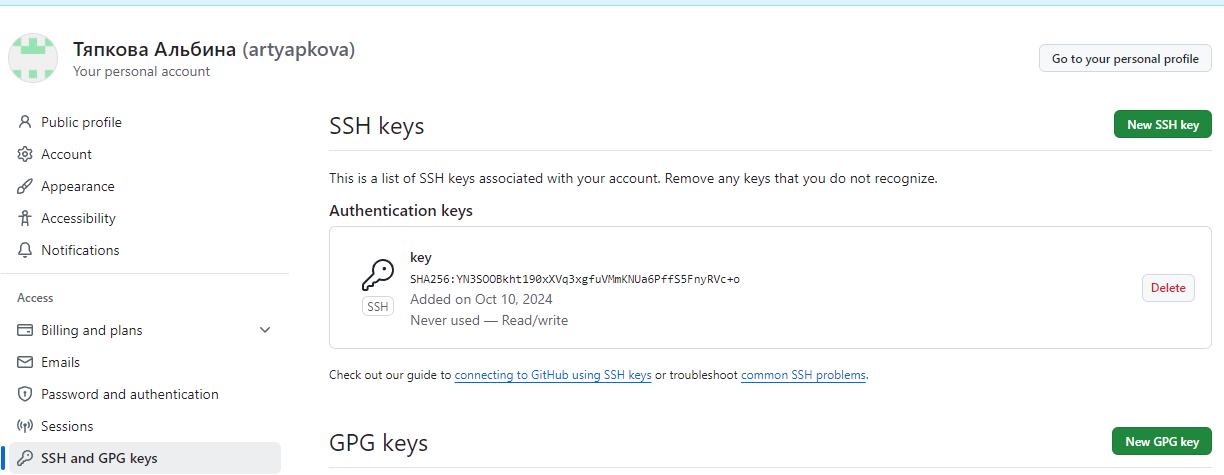 Тяпкова Альбина (artyapkova)
Your personal account
Go to your personal profile
Public profile
Account
Appearance
Accessibility
Notifications
Access
Billing and plans
Emails
Password and authentication
Sessions
SSH and GPG keys
SSH keys
New SSH key
This is a list of SSH keys associated with your account. Remove any keys that you do not recognize.
Authentication keys
key
SHA256:YN3SOOBkht190xXVq3xgfuVMmKNUa6PffS5FnyRVc+o
SSH
Added on Oct 10, 2024
Never used — Read/write
Delete
Check out our guide to connecting to GitHub using SSH keys or troubleshoot common SSH problems.
GPG keys
New GPG key